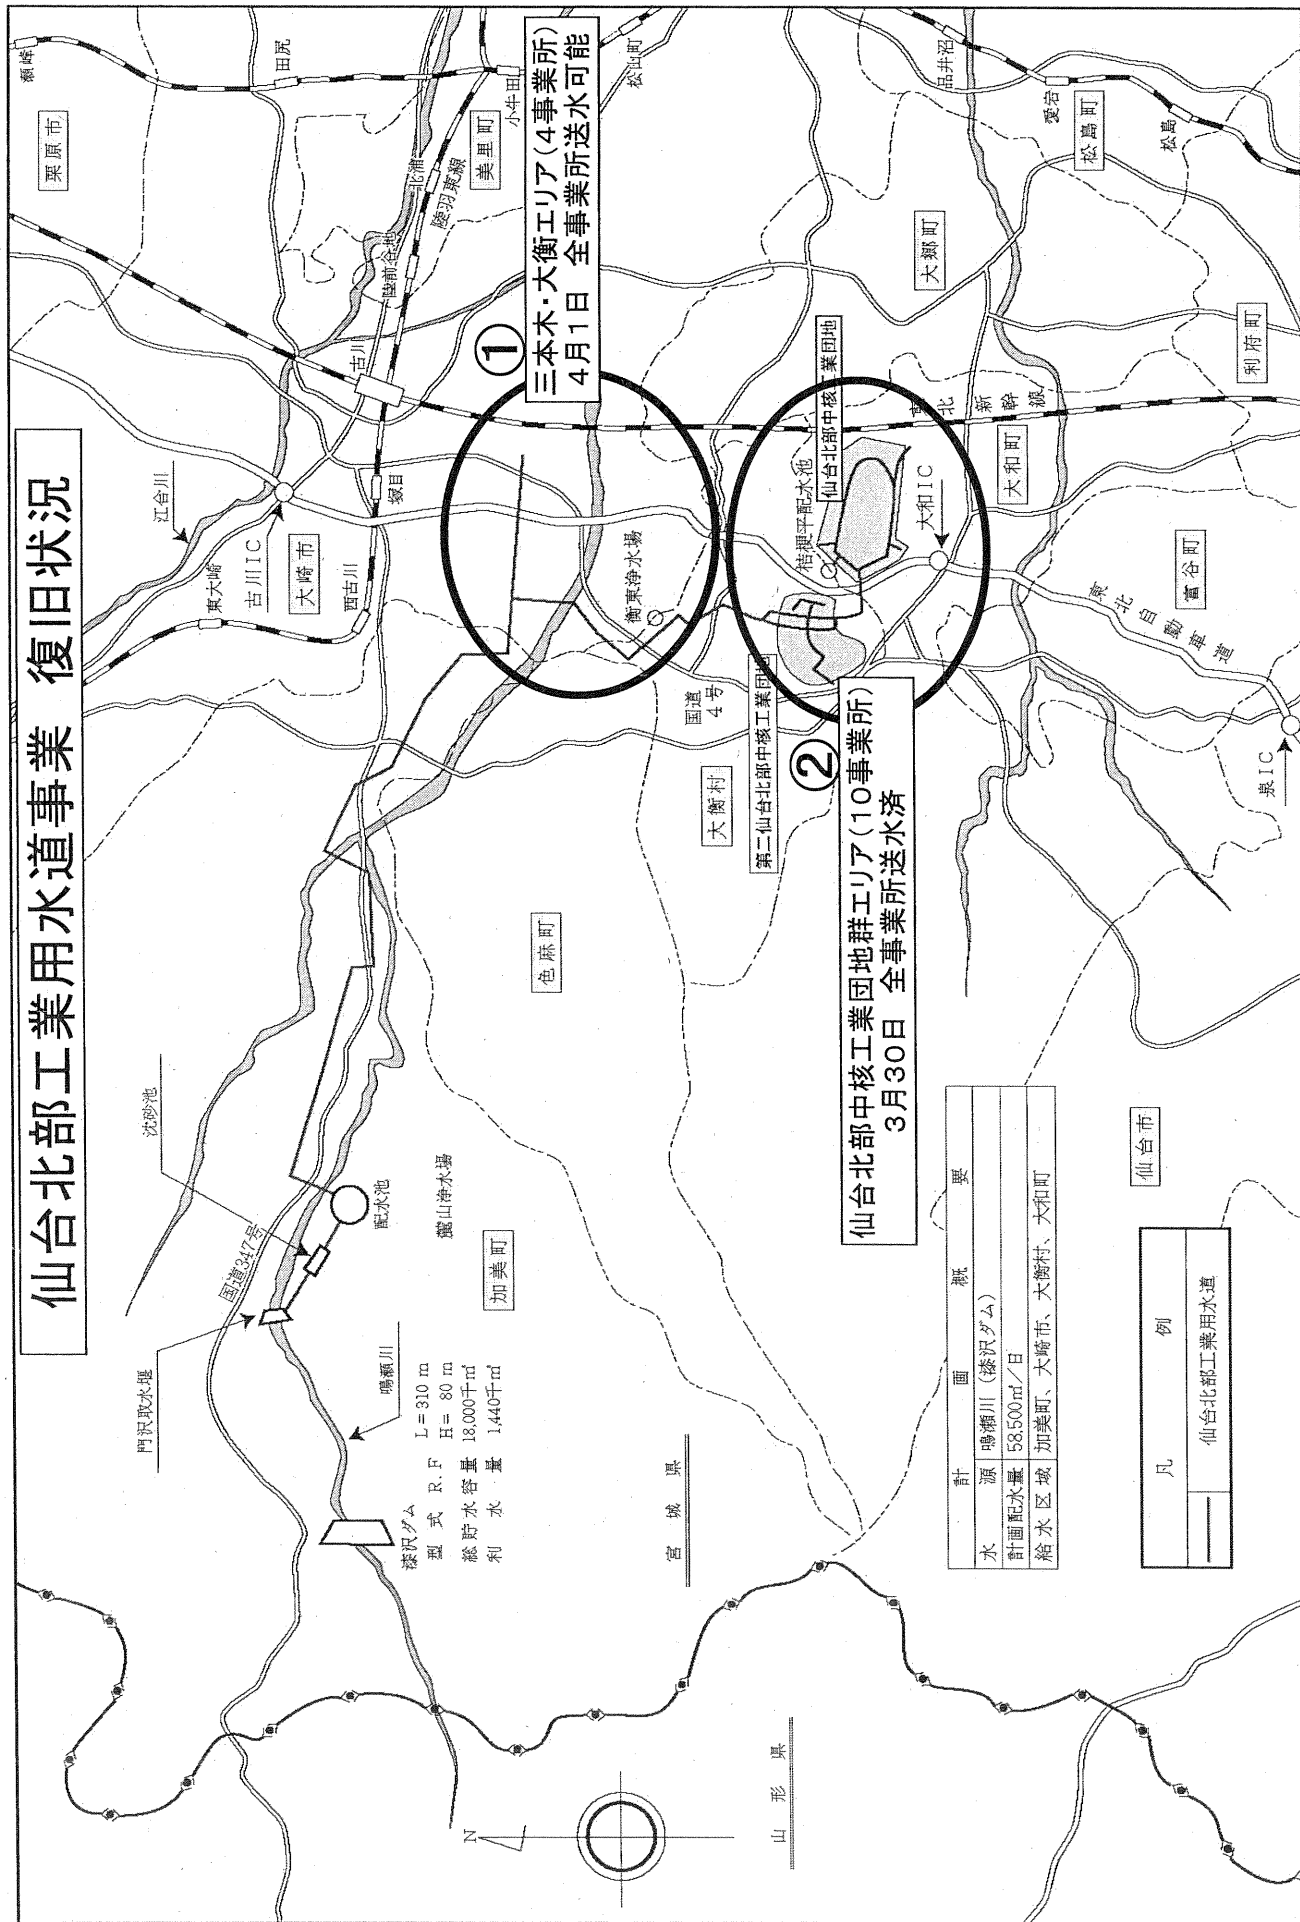 仙台北部工業用水道事業 復旧状況
①
三本木・大衡エリア(4事業所)
4月1日 全事業所送水可能
②
仙台北部中核工業団地群エリア(10事業所)
3月30日 全事業所送水済
瀬峰
栗原市
田尻
小牛田
美里町
北浦
陸羽東線
陸前谷地
松山町
品井沼
愛宕
松島町
松島
大郷町
利府町
古川
江合川
東大崎
古川IC
大崎市
西古川
塚目
仙台北部中核工業団地
東北新幹線
大和町
桔梗平配水池
大和IC
衡東浄水場
富谷町
東北自動車道
泉IC
国道
4号
第二仙台北部中核工業団地
大衡村
色麻町
沈砂池
国道347号
配水池
麓山浄水場
加美町
門沢取水堰
鳴瀬川
漆沢ダム
型式 R.F L=310 m
H= 80 m
総貯水容量 18,000千㎥
利水量 1,440千㎥
宮城県
山形県
N
仙台市
計画概要
水源 鳴瀬川(漆沢ダム)
計画配水量 58,500㎥/日
給水区域 加美町、大崎市、大衡村、大和町
凡例
仙台北部工業用水道